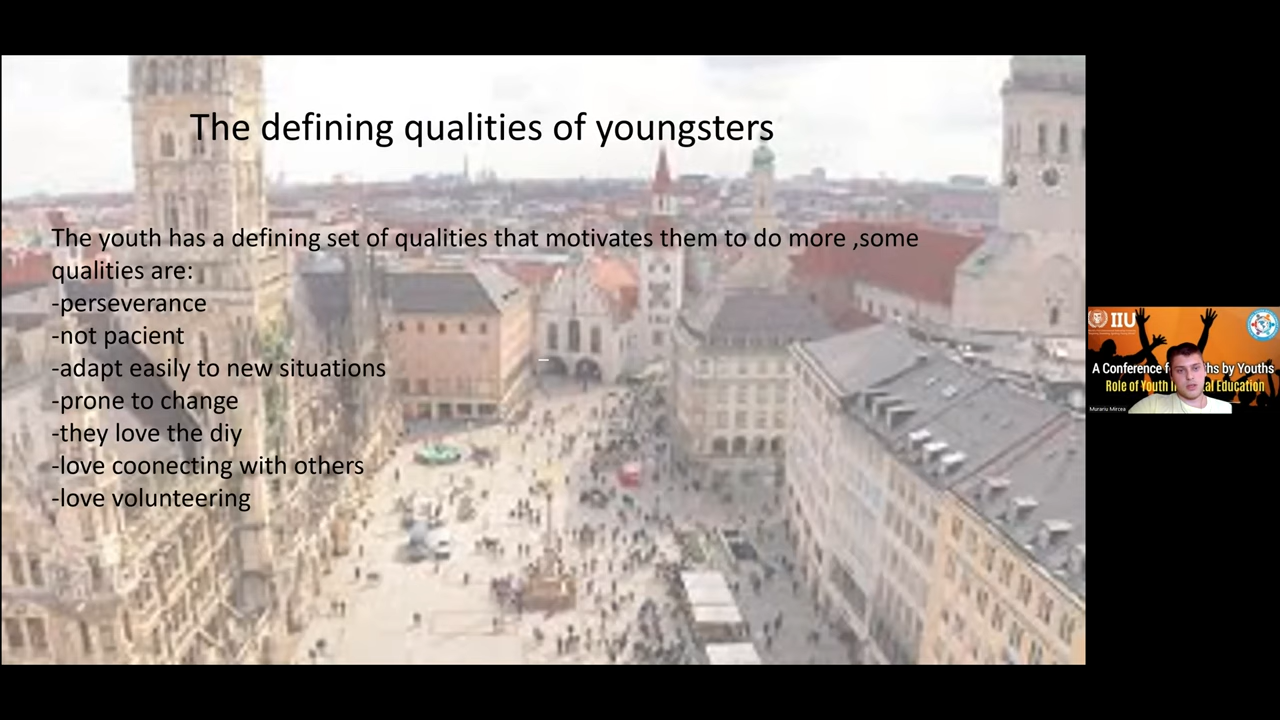 The defining qualities of youngsters
The youth has a defining set of qualities that motivates them to do more ,some
qualities are:
-perseverance
-not pacient
-adapt easily to new situations
-prone to change
-they love the diy
-love coonecting with others
-love volunteering
IIU
A Conference f ths by Youths
Role of Youth i al Education
Murariu Mircea